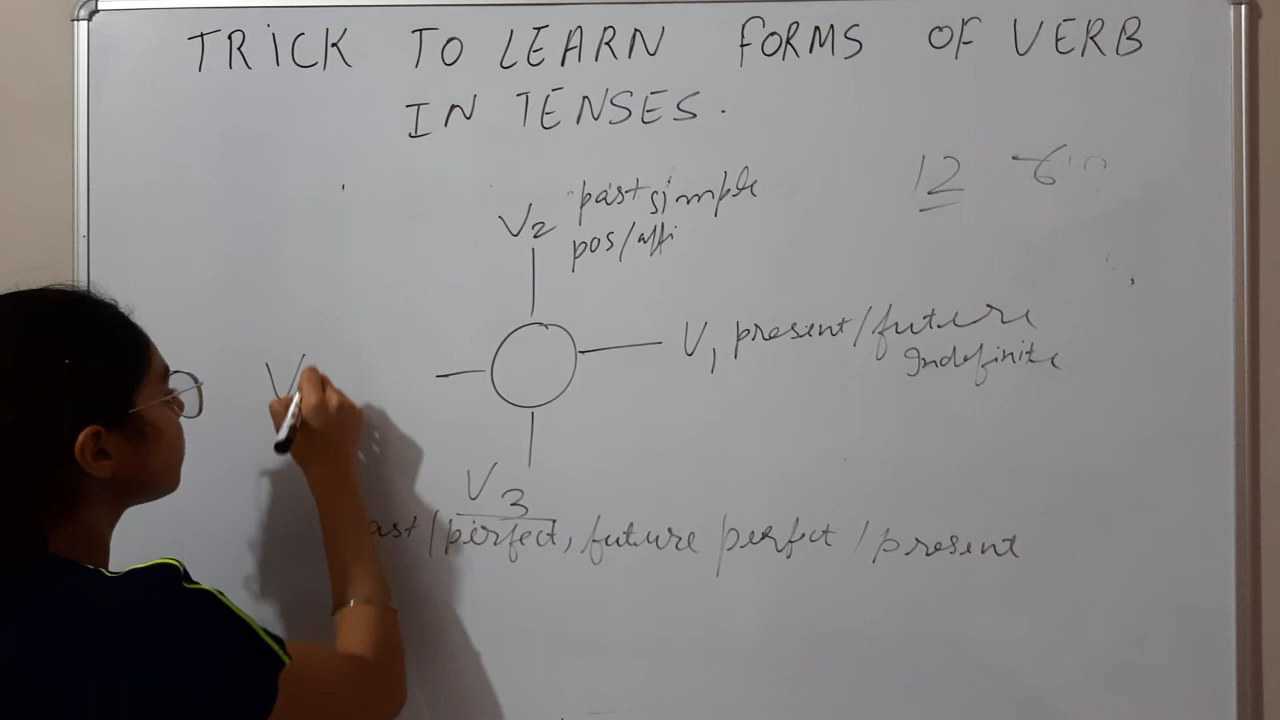 TRICK TO LEARN FORMS OF VERB
IN TENSES.
12
V2 past simple
pos/affi
V1 present/future
Indefinite
V
V3
ast/perfect, future perfect / present